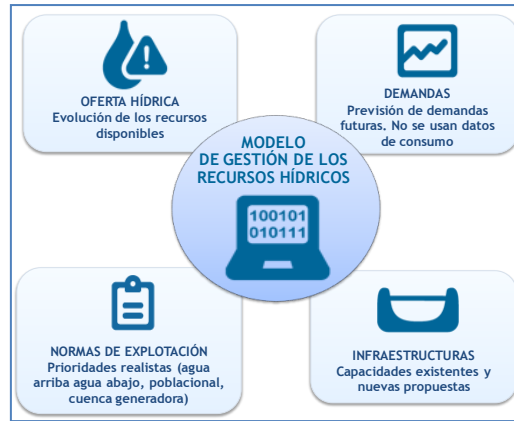 OFERTA HÍDRICA
Evolución de los recursos
disponibles
DEMANDAS
Previsión de demandas
futuras. No se usan datos
de consumo
MODELO
DE GESTIÓN DE LOS
RECURSOS HÍDRICOS
100101
010111
NORMAS DE EXPLOTACIÓN
Prioridades realistas (agua
arriba agua abajo, poblacional,
cuenca generadora)
INFRAESTRUCTURAS
Capacidades existentes y
nuevas propuestas